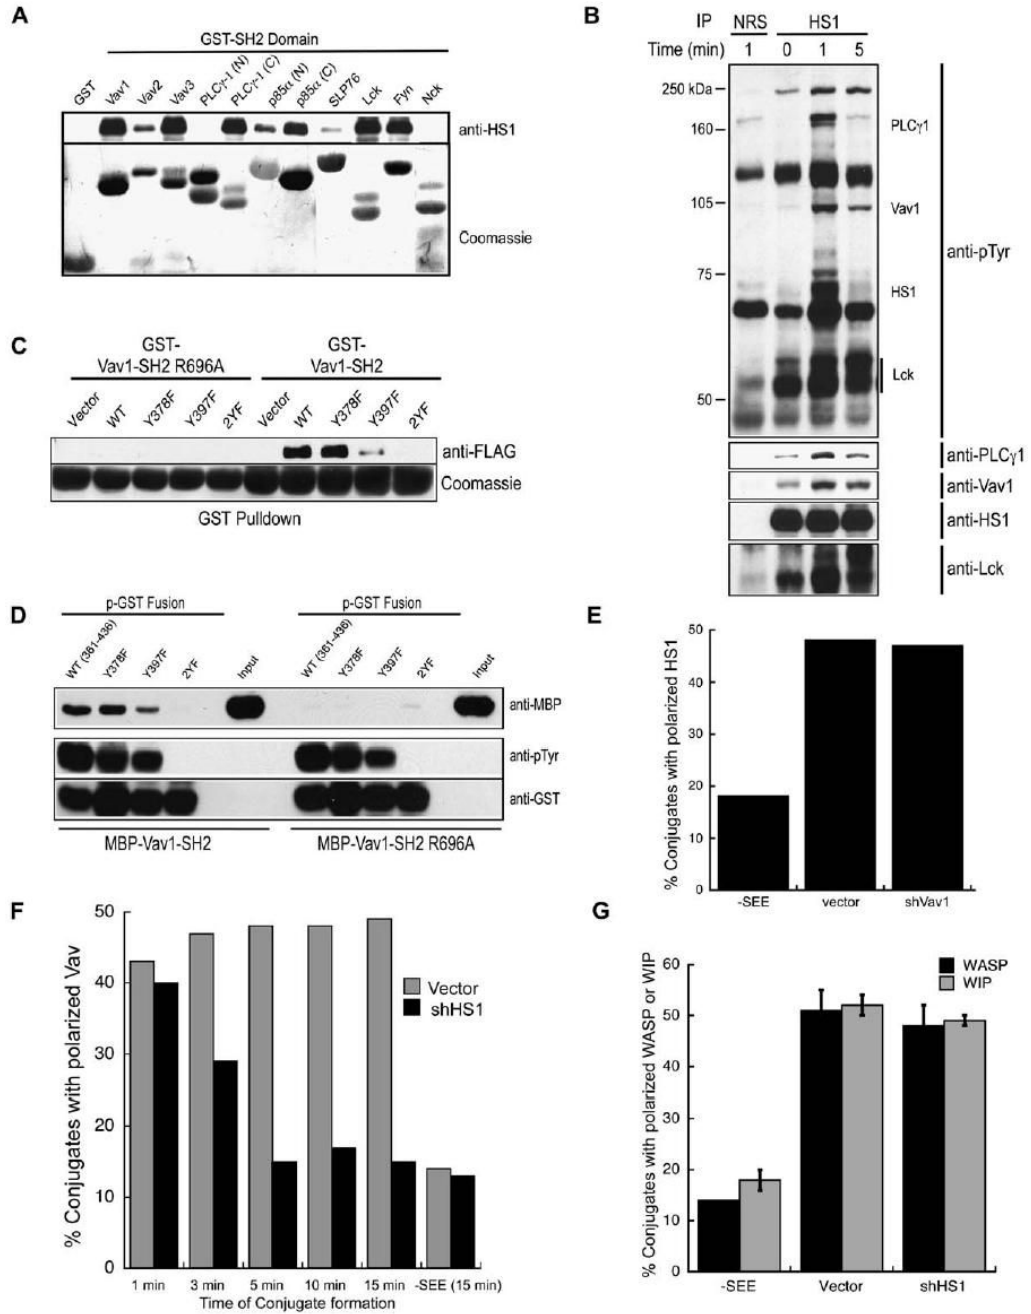 A
GST-SH2 Domain
GST
Vav1
Vav2
Vav3
PLCγ-1 (N)
PLCγ-1 (C)
p85α (N)
p85α (C)
SLP76
Lck
Fyn
Nck
anti-HS1
Coomassie
B
IP NRS HS1
Time (min) 1 0 1 5
250 kDa
160
105
75
50
PLCγ1
Vav1
HS1
Lck
anti-pTyr
anti-PLCγ1
anti-Vav1
anti-HS1
anti-Lck
C
GST-
Vav1-SH2 R696A
GST-
Vav1-SH2
Vector WT Y378F Y397F 2YF Vector WT Y378F Y397F 2YF
anti-FLAG
Coomassie
GST Pulldown
D
p-GST Fusion p-GST Fusion
WT (361-436) Y378F Y397F 2YF Input WT (361-436) Y378F Y397F 2YF Input
anti-MBP
anti-pTyr
anti-GST
MBP-Vav1-SH2 MBP-Vav1-SH2 R696A
E
% Conjugates with polarized HS1
50
40
30
20
10
0
-SEE vector shVav1
F
% Conjugates with polarized Vav
50
40
30
20
10
0
Vector
shHS1
1 min 3 min 5 min 10 min 15 min -SEE (15 min)
Time of Conjugate formation
G
% Conjugates with polarized WASP or WIP
60
50
40
30
20
10
0
WASP
WIP
-SEE Vector shHS1